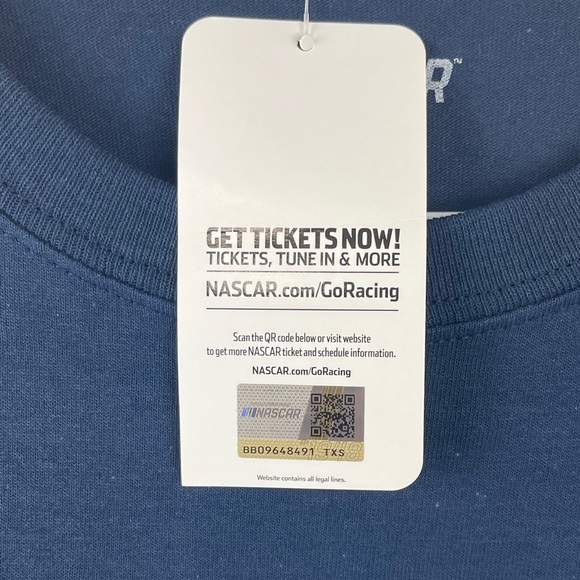 R™
GET TICKETS NOW!
TICKETS, TUNE IN & MORE
NASCAR.com/GoRacing
Scan the QR code below or visit website
to get more NASCAR ticket and schedule information.
NASCAR.com/GoRacing
NASCAR
BB09648491 TXS
Website contains all legal lines.